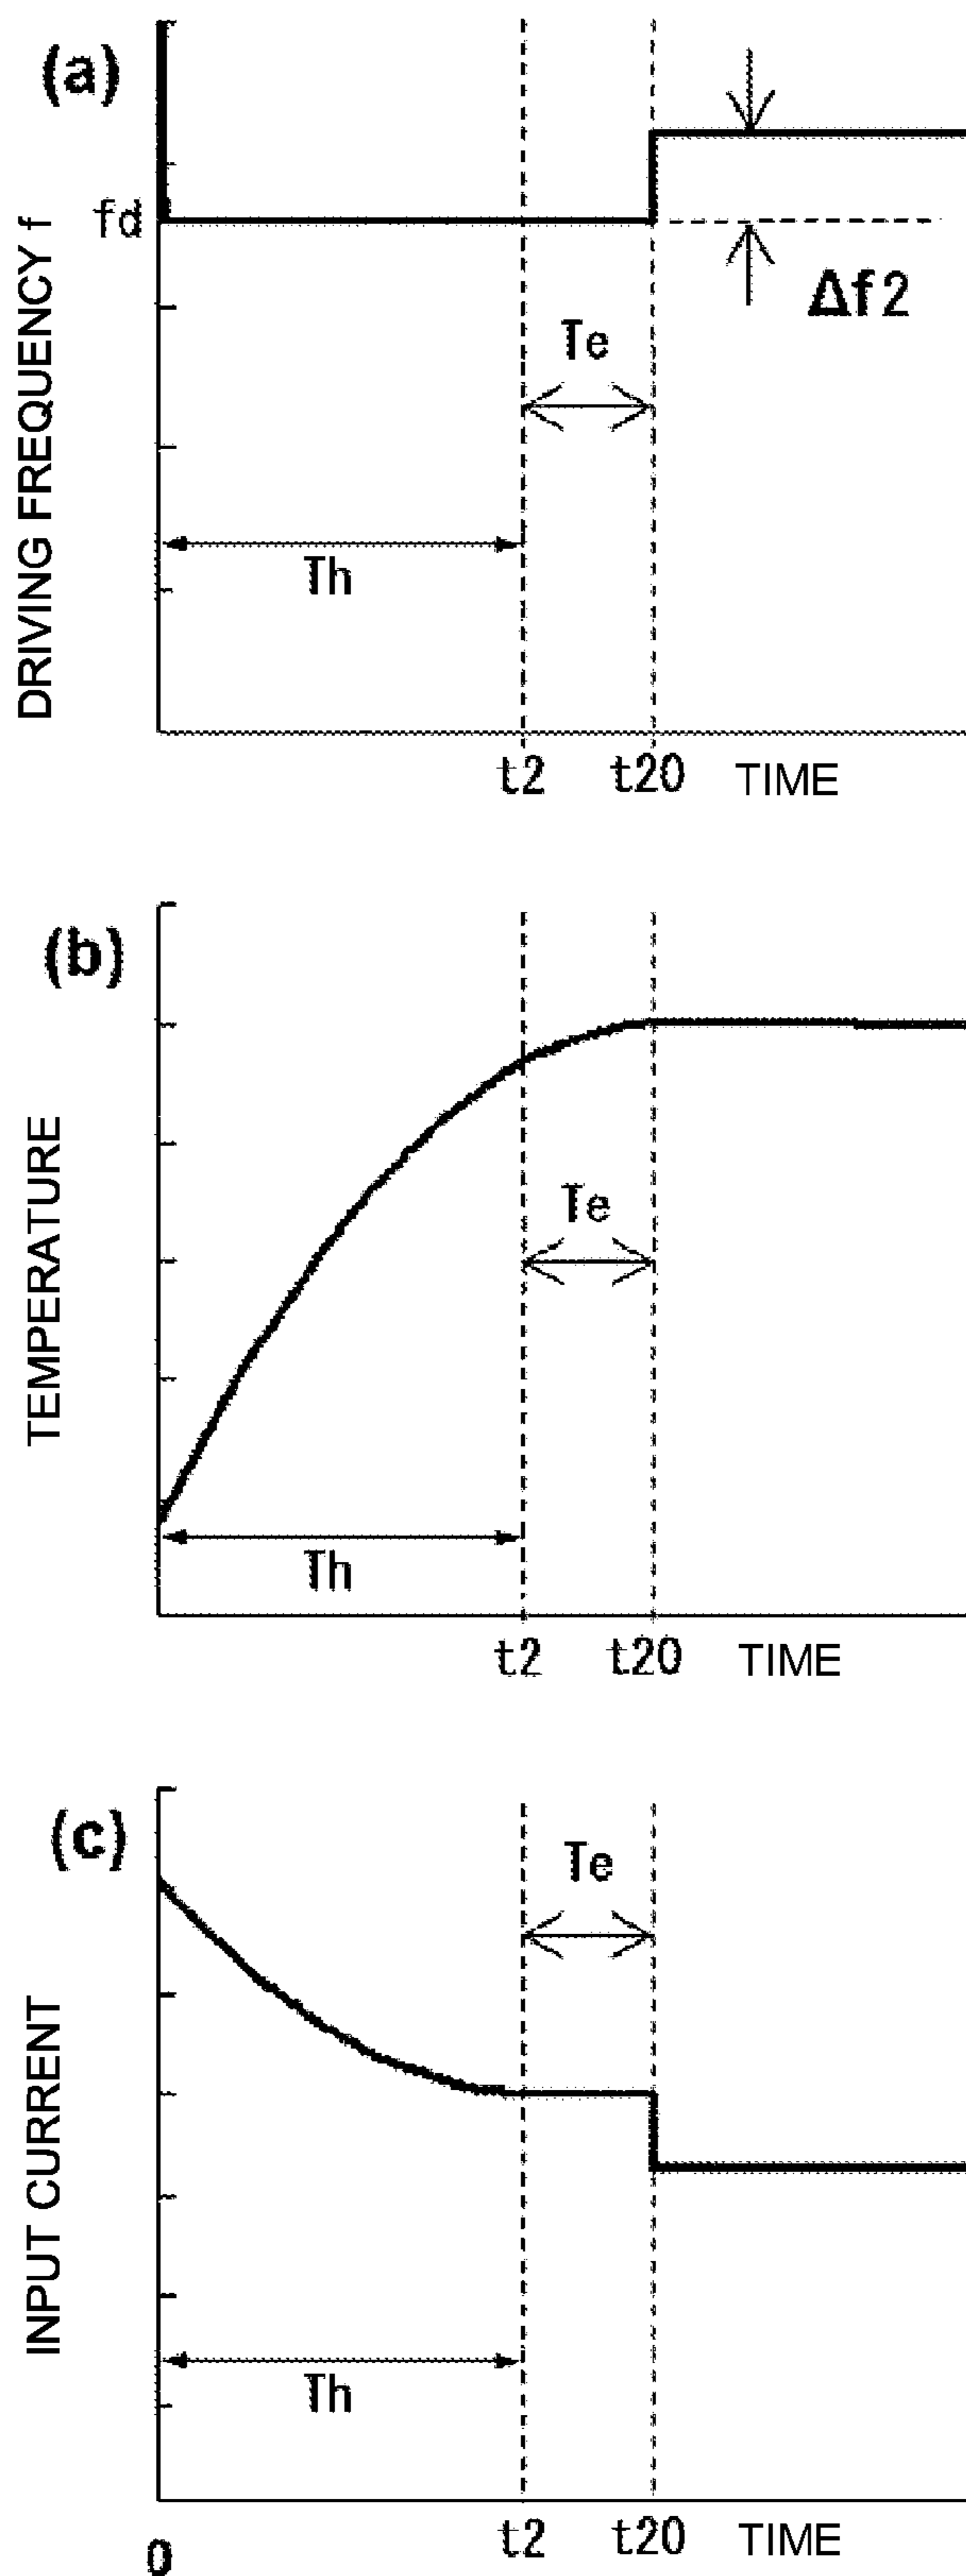 (a)
DRIVING FREQUENCY f
fd
Δf2
Te
Th
t2 t20 TIME
(b)
TEMPERATURE
Te
Th
t2 t20 TIME
(c)
INPUT CURRENT
Te
Th
0 t2 t20 TIME